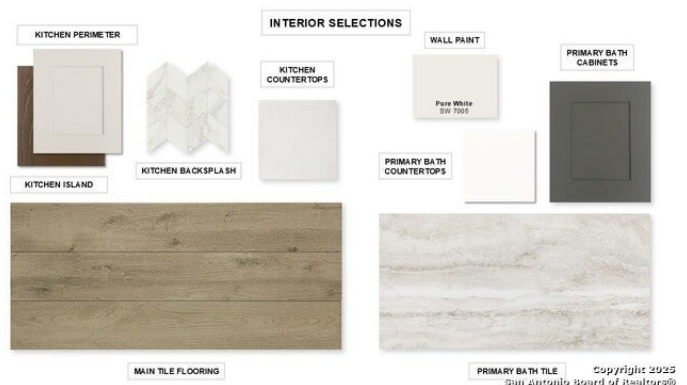 INTERIOR SELECTIONS
KITCHEN PERIMETER
WALL PAINT
PRIMARY BATH
CABINETS
KITCHEN
COUNTERTOPS
Pure White
SW 7005
KITCHEN BACKSPLASH
PRIMARY BATH
COUNTERTOPS
KITCHEN ISLAND
MAIN TILE FLOORING
PRIMARY BATH TILE
Copyright 2025
San Antonio Board of Realtors®